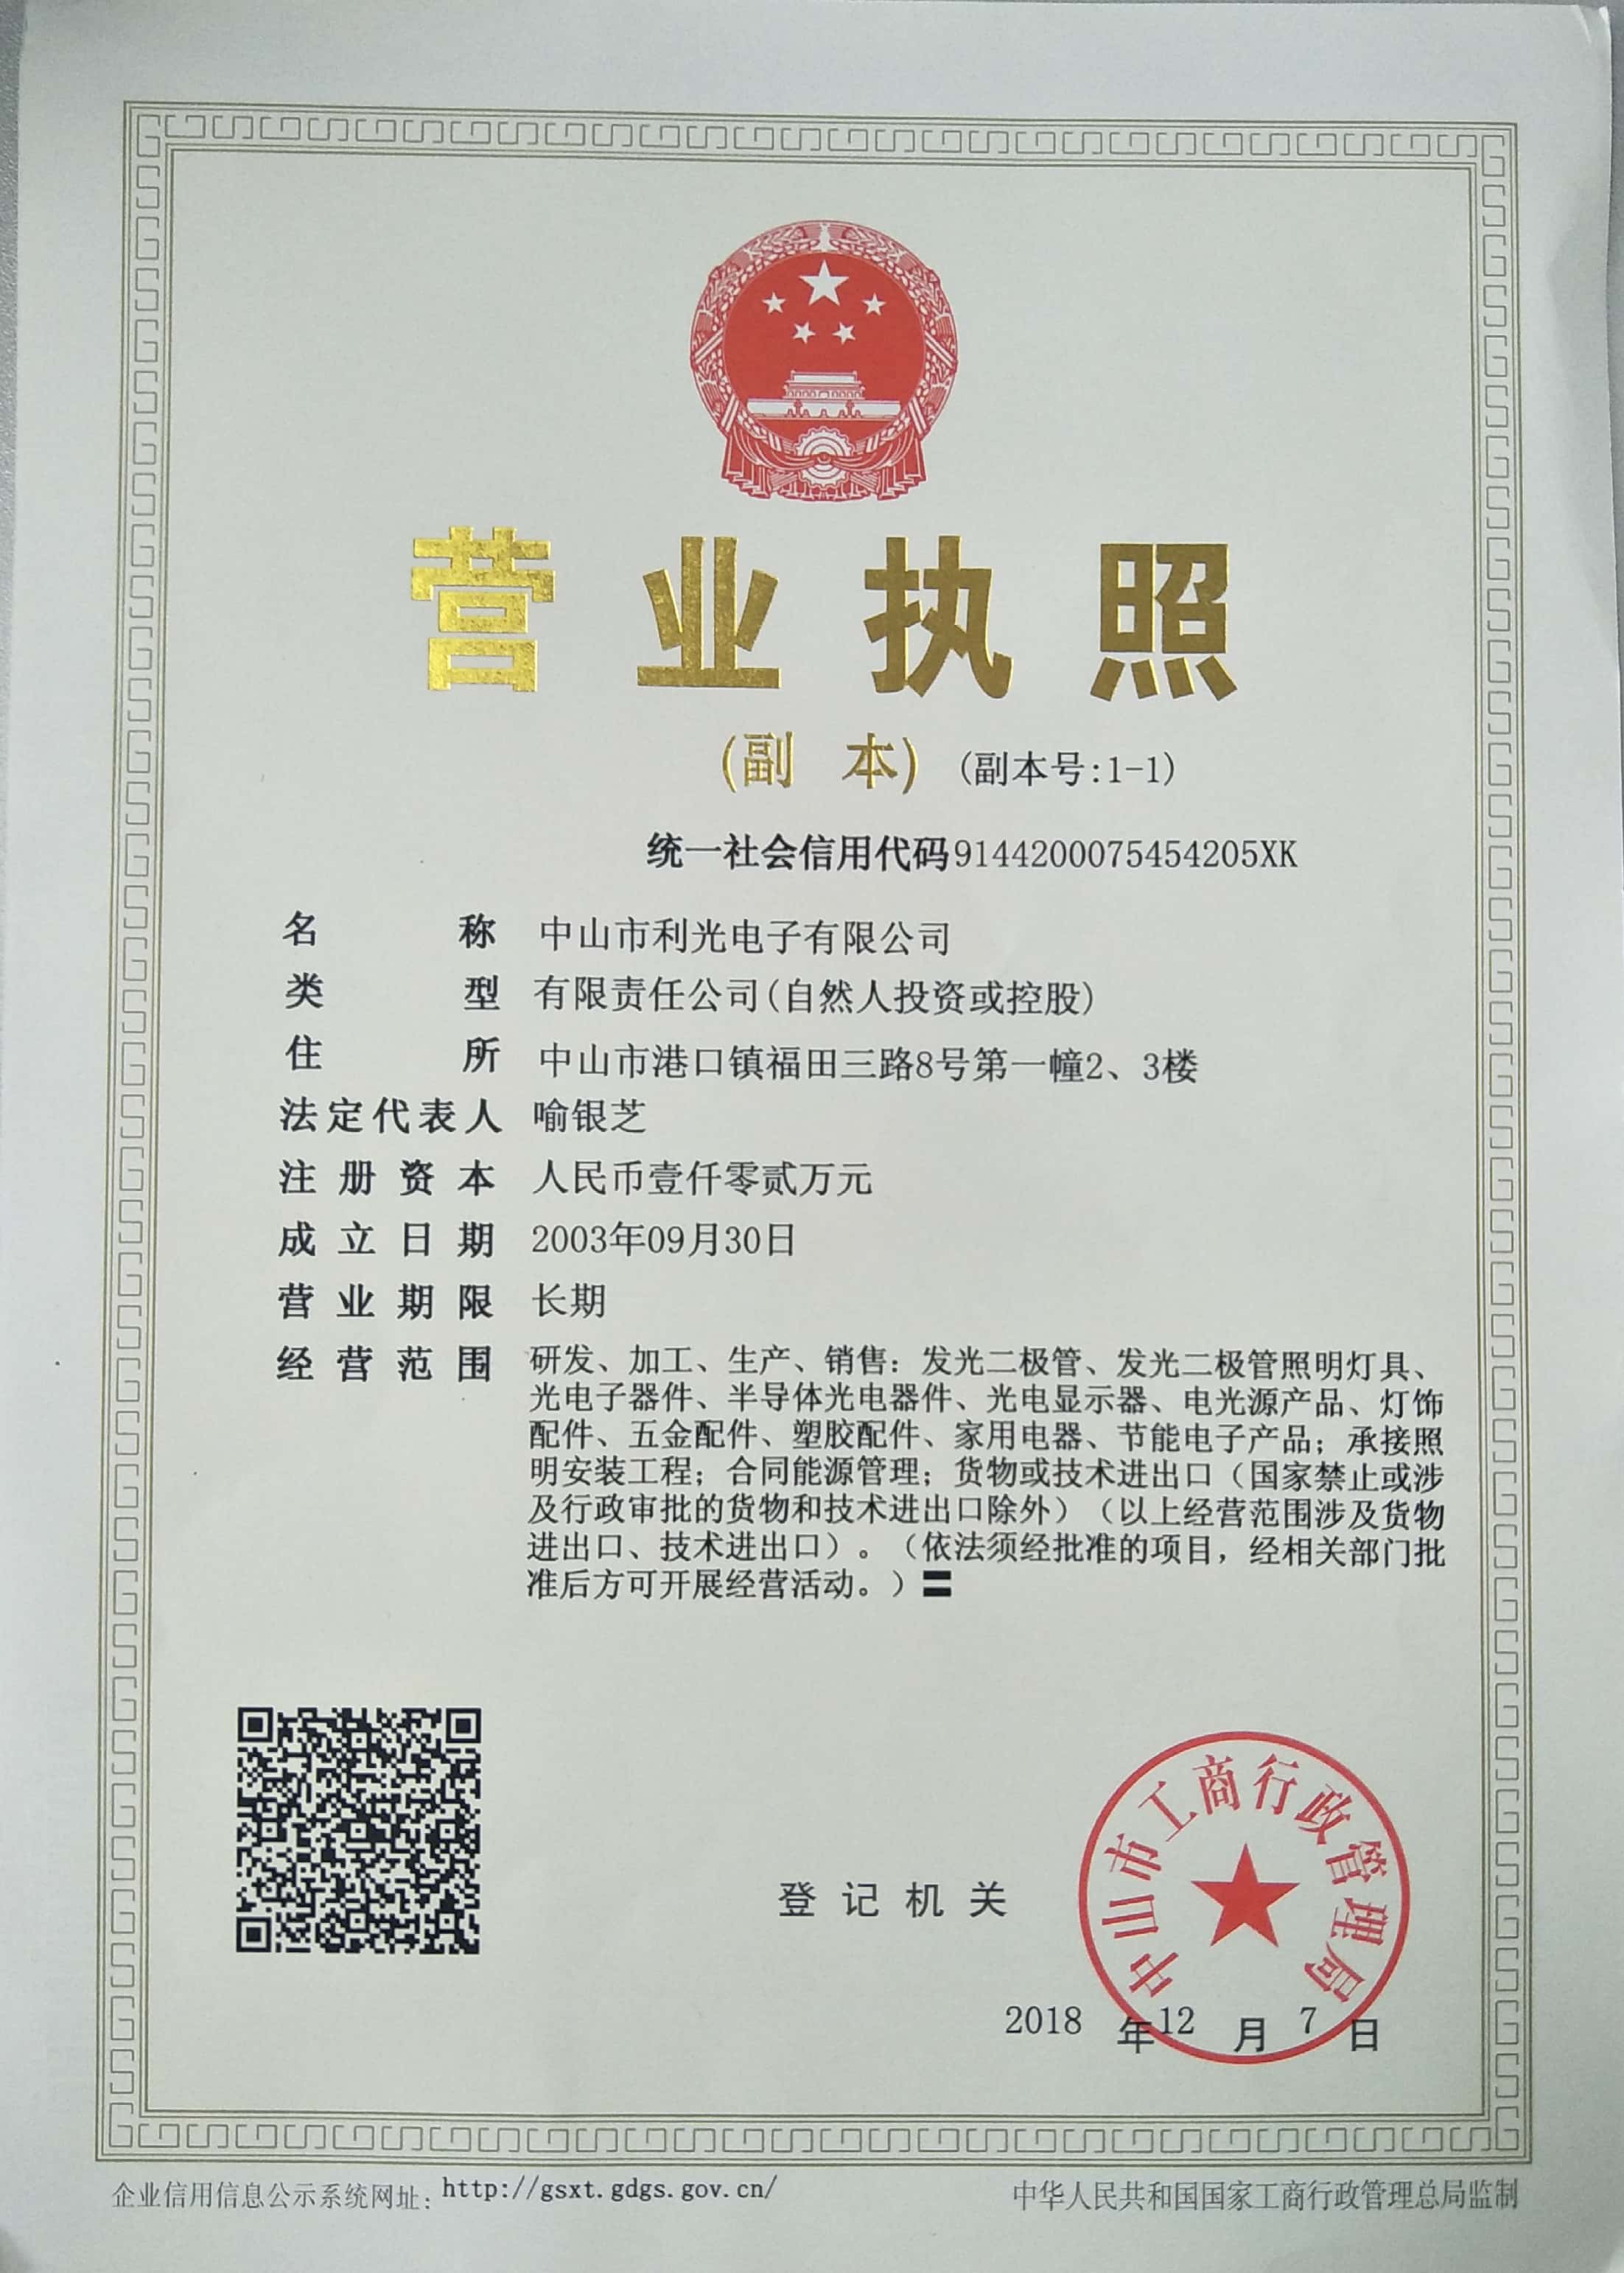 营业执照
(副 本) (副本号:1-1)
统一社会信用代码9144200075454205XK
名 称 中山市利光电子有限公司
类 型 有限责任公司(自然人投资或控股)
住 所 中山市港口镇福田三路8号第一幢2、3楼
法定代表人 喻银芝
注册资本 人民币壹仟零贰万元
成立日期 2003年09月30日
营业期限 长期
经营范围 研发、加工、生产、销售：发光二极管、发光二极管照明灯具、
光电子器件、半导体光电器件、光电显示器、电光源产品、灯饰
配件、五金配件、塑胶配件、家用电器、节能电子产品；承接照
明安装工程；合同能源管理；货物或技术进出口（国家禁止或涉
及行政审批的货物和技术进出口除外）（以上经营范围涉及货物
进出口、技术进出口）。（依法须经批准的项目，经相关部门批
准后方可开展经营活动。）〓
中山市工商行政管理局
登记机关
2018 年 12 月 7 日
企业信用信息公示系统网址：http://gsxt.gdgs.gov.cn/
中华人民共和国国家工商行政管理总局监制